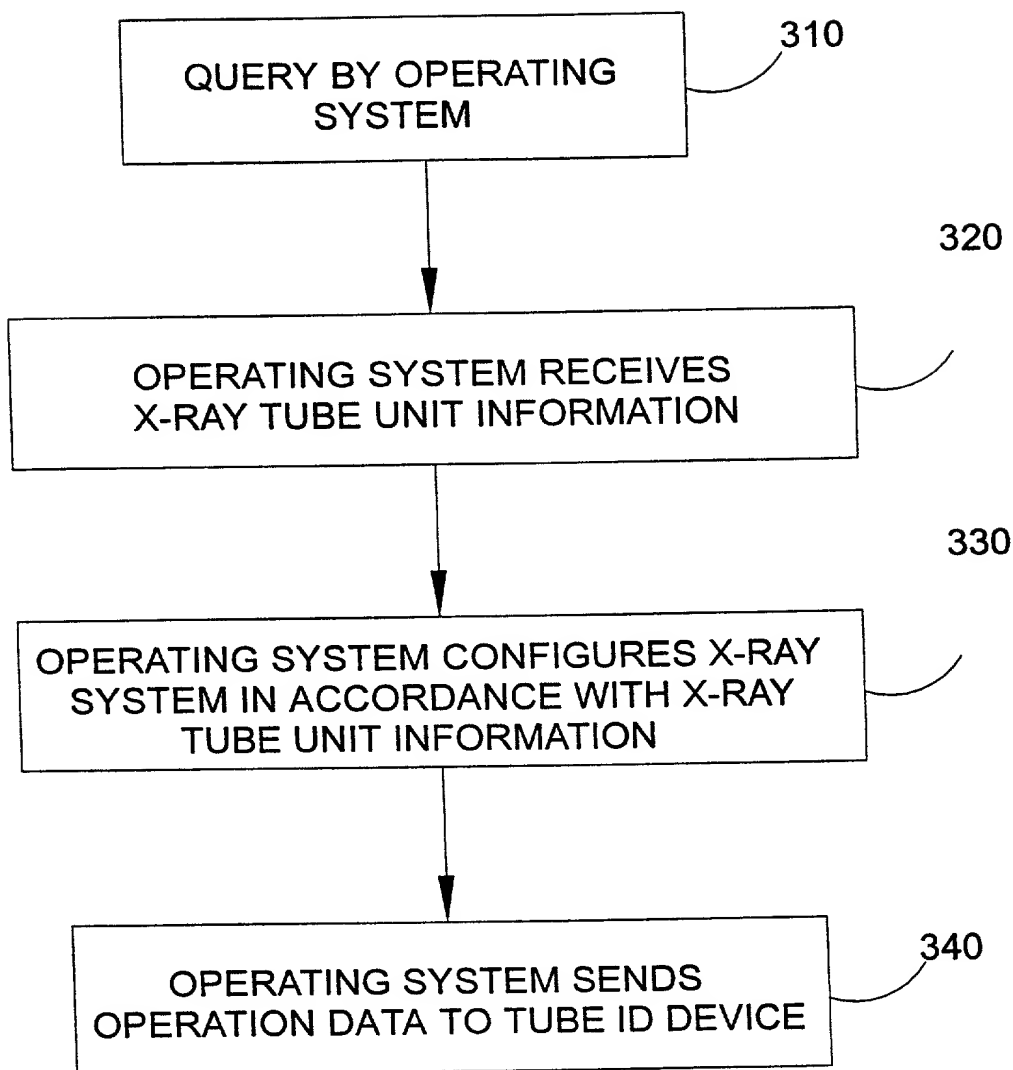 310
QUERY BY OPERATING
SYSTEM
320
OPERATING SYSTEM RECEIVES
X-RAY TUBE UNIT INFORMATION
330
OPERATING SYSTEM CONFIGURES X-RAY
SYSTEM IN ACCORDANCE WITH X-RAY
TUBE UNIT INFORMATION
340
OPERATING SYSTEM SENDS
OPERATION DATA TO TUBE ID DEVICE